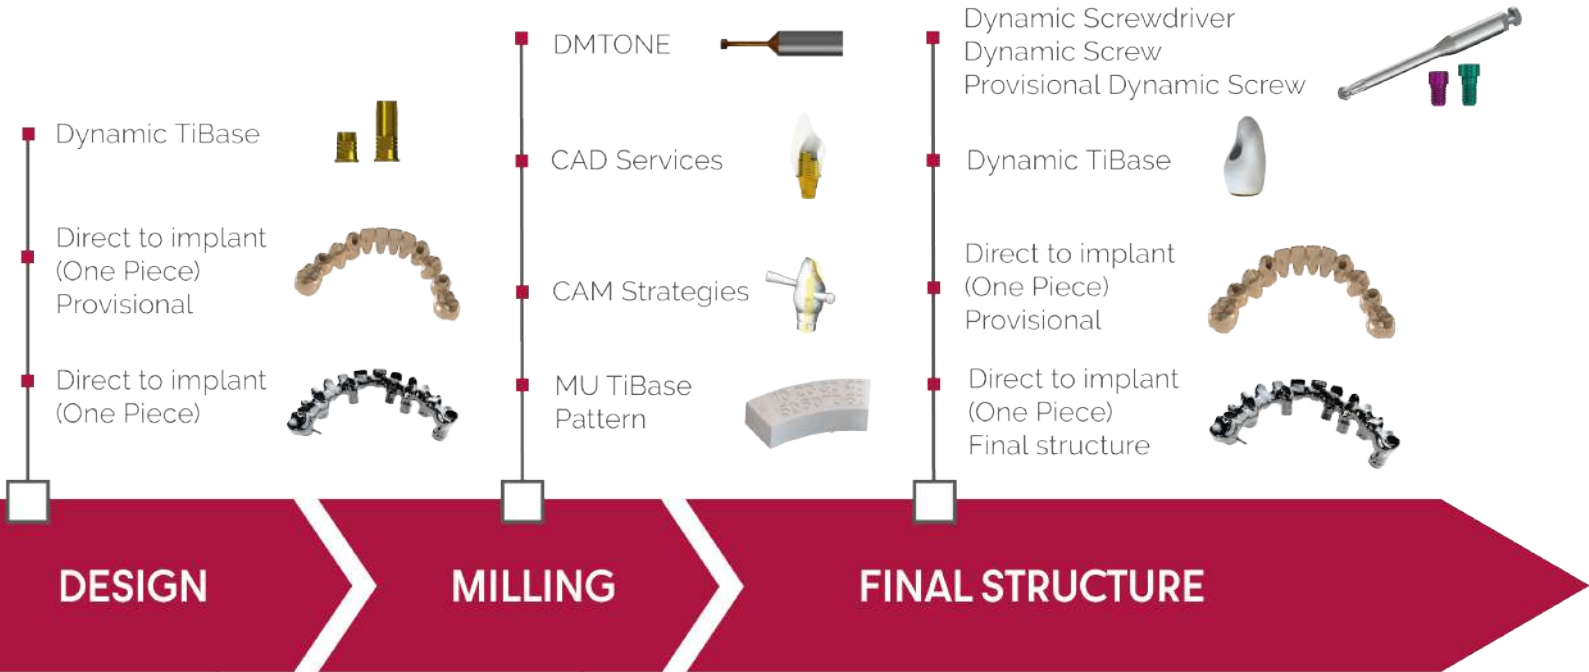 Dynamic TiBase
Direct to implant
(One Piece)
Provisional
Direct to implant
(One Piece)
DMTONE
CAD Services
CAM Strategies
MU TiBase
Pattern
Dynamic Screwdriver
Dynamic Screw
Provisional Dynamic Screw
Dynamic TiBase
Direct to implant
(One Piece)
Provisional
Direct to implant
(One Piece)
Final structure
DESIGN
MILLING
FINAL STRUCTURE